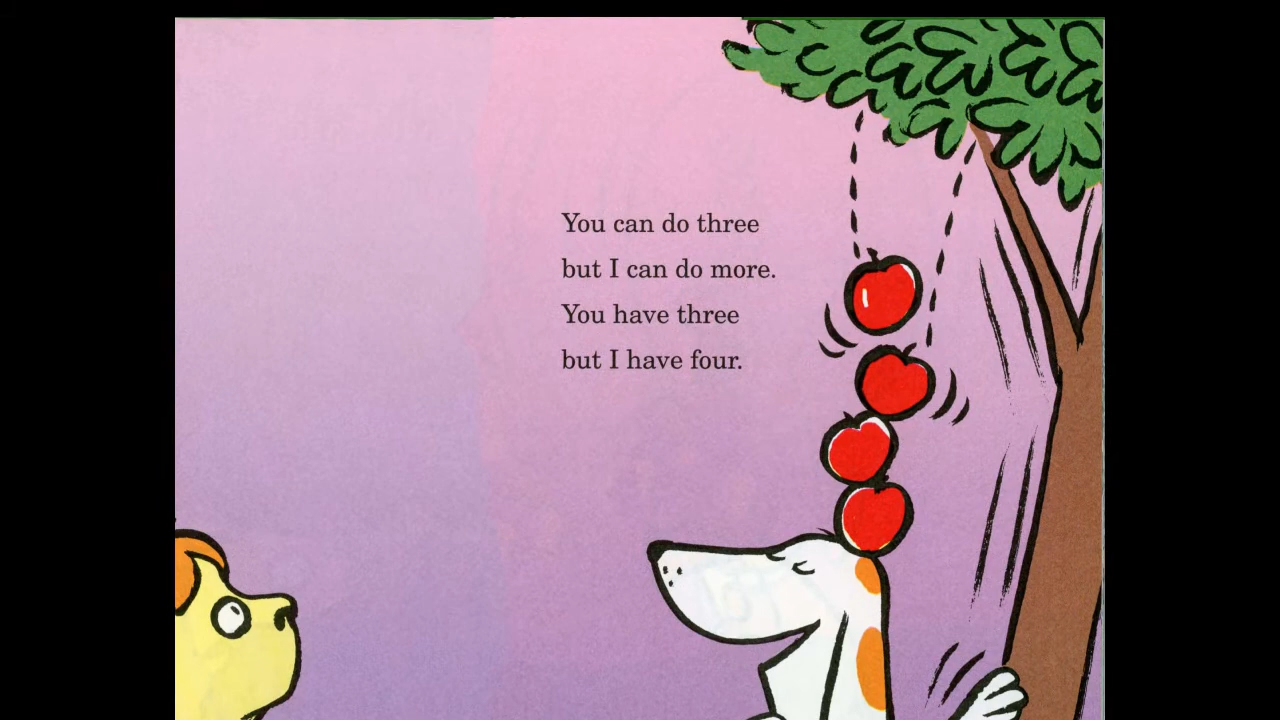 You can do three
but I can do more.
You have three
but I have four.